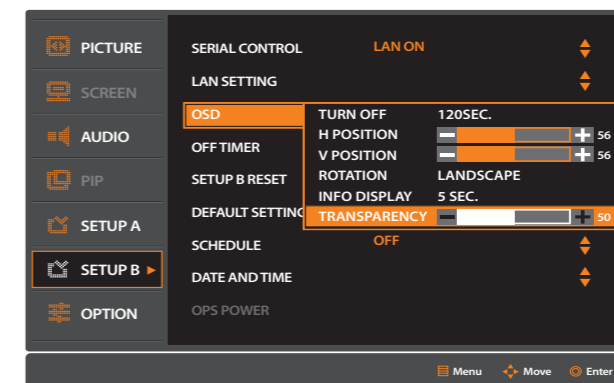 PICTURE
SCREEN
AUDIO
PIP
SETUP A
SETUP B
OPTION
SERIAL CONTROL LAN ON
LAN SETTING
OSD
OFF TIMER
SETUP B RESET
DEFAULT SETTING
SCHEDULE OFF
DATE AND TIME
OPS POWER
TURN OFF 120SEC.
H POSITION 56
V POSITION 56
ROTATION LANDSCAPE
INFO DISPLAY 5 SEC.
TRANSPARENCY 50
Menu Move Enter